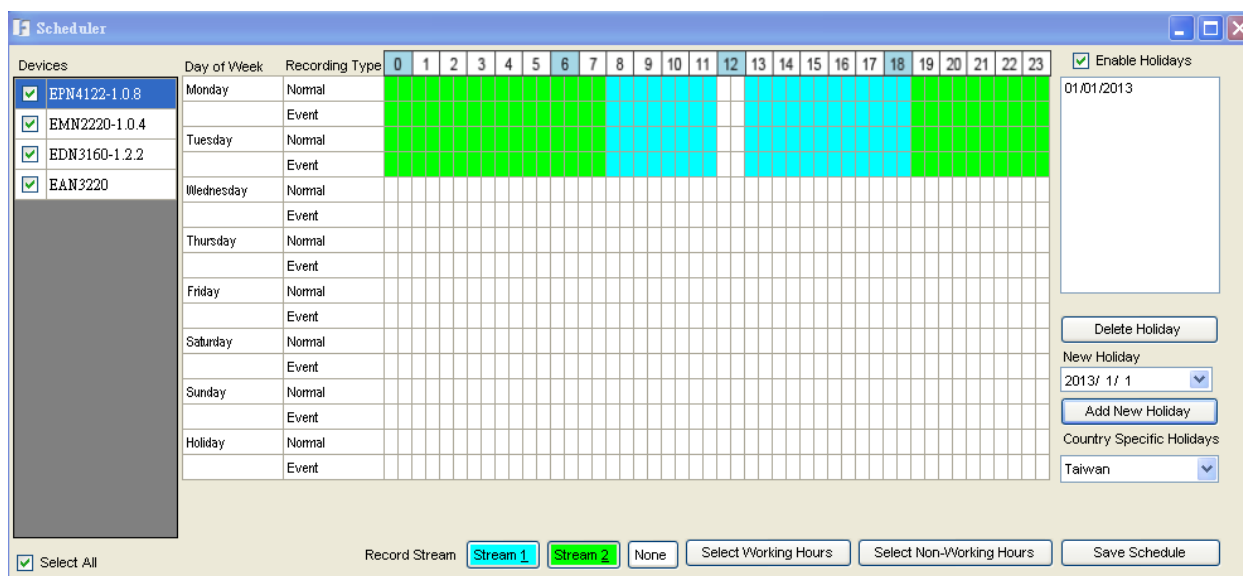 Scheduler
Devices
EPN4122-1.0.8
EMN2220-1.0.4
EDN3160-1.2.2
EAN3220
Select All
Day of Week Recording Type 0 1 2 3 4 5 6 7 8 9 10 11 12 13 14 15 16 17 18 19 20 21 22 23
Monday Normal
Event
Tuesday Normal
Event
Wednesday Normal
Event
Thursday Normal
Event
Friday Normal
Event
Saturday Normal
Event
Sunday Normal
Event
Holiday Normal
Event
Enable Holidays
01/01/2013
Delete Holiday
New Holiday
2013/ 1/ 1
Add New Holiday
Country Specific Holidays
Taiwan
Record Stream Stream 1 Stream 2 None Select Working Hours Select Non-Working Hours Save Schedule